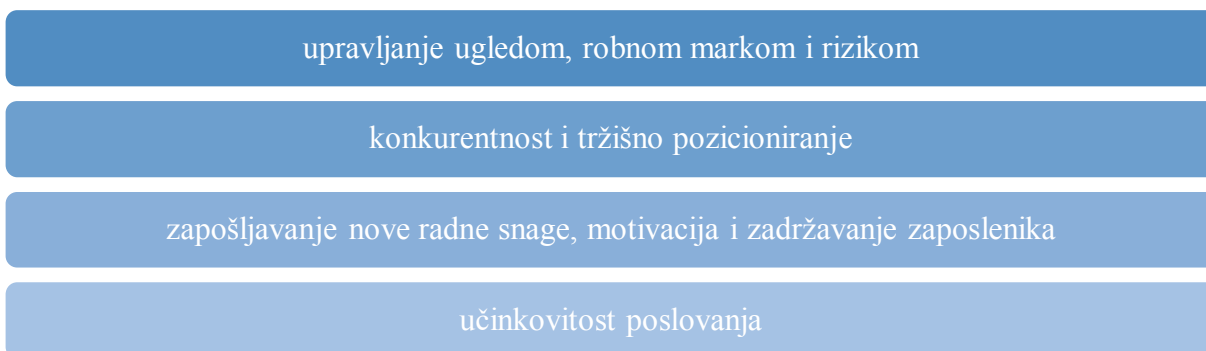 upravljanje ugledom, robnom markom i rizikom
konkurentnost i tržišno pozicioniranje
zapošljavanje nove radne snage, motivacija i zadržavanje zaposlenika
učinkovitost poslovanja